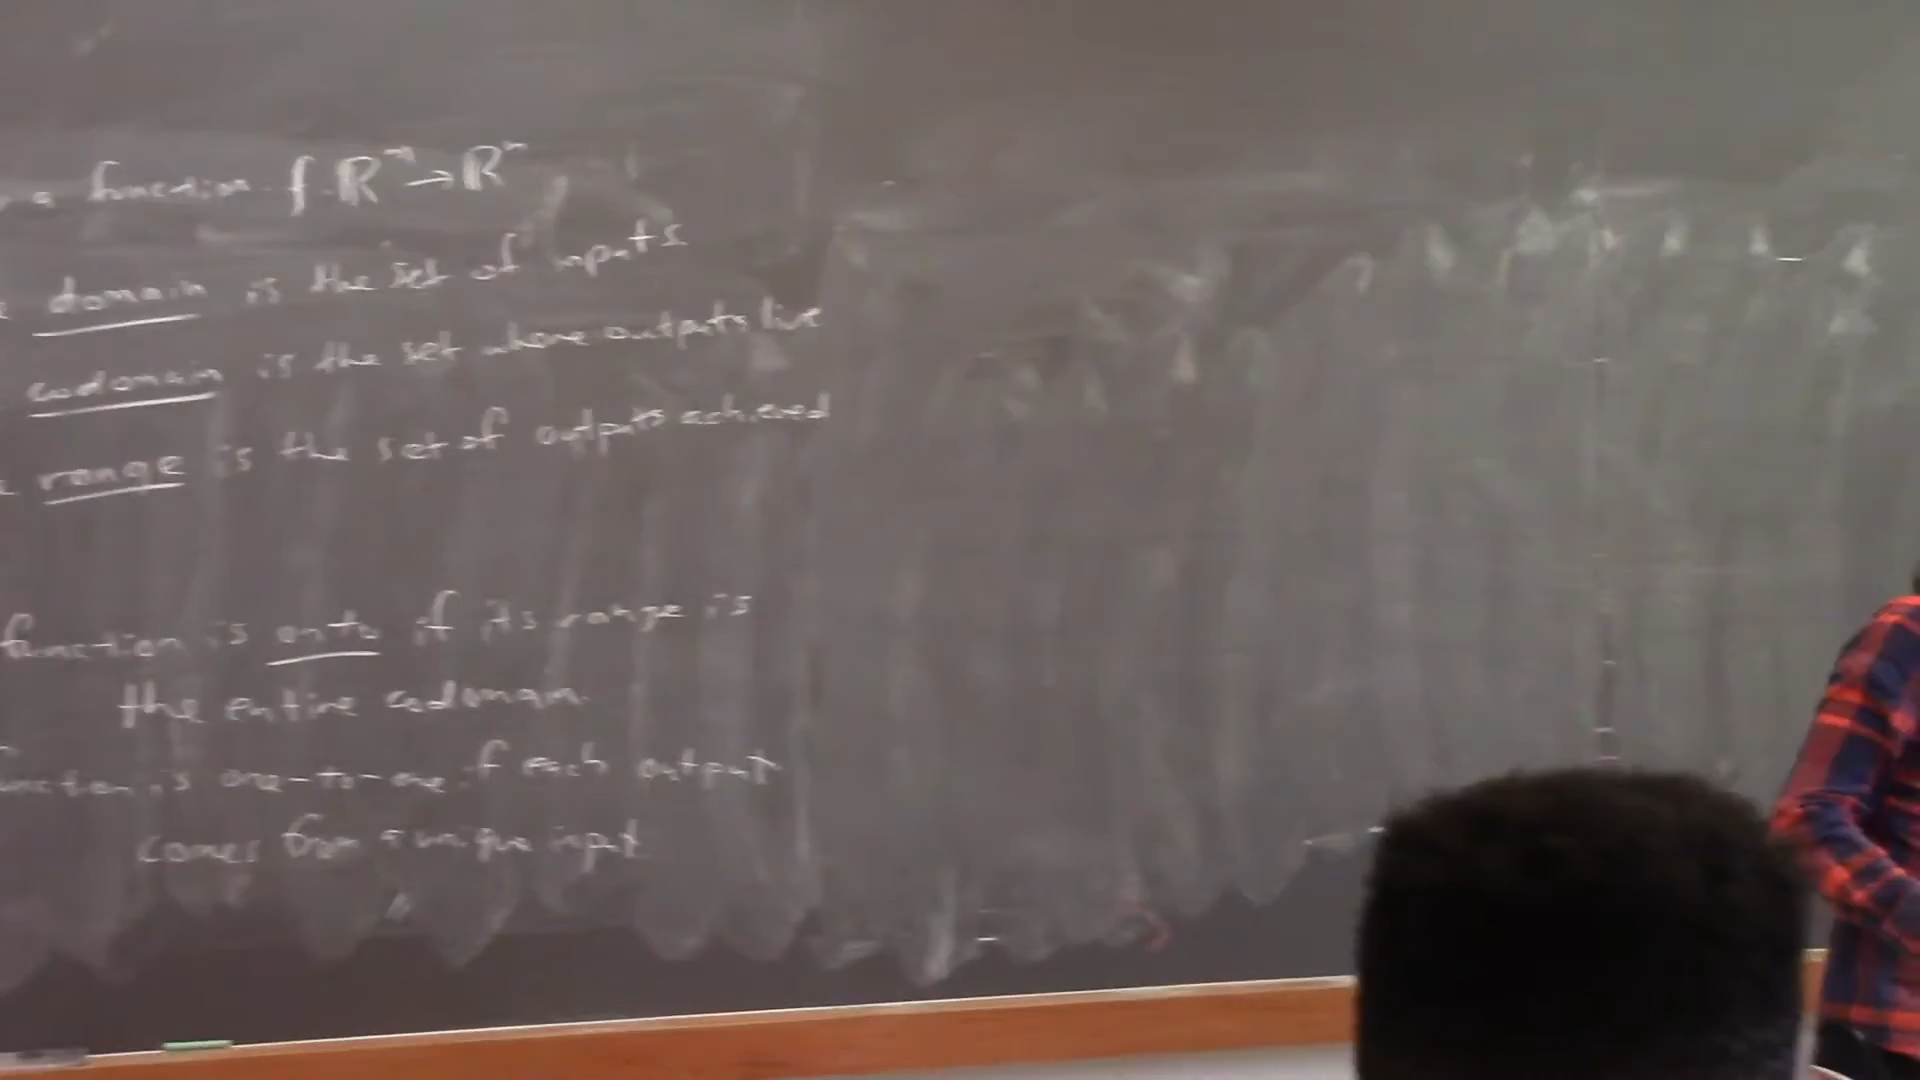 a function f: ℝᵐ → ℝⁿ
domain is the set of inputs
codomain is the set where outputs live
range is the set of outputs achieved
function is onto if its range is
the entire codomain.
function is one-to-one if each output
comes from a unique input